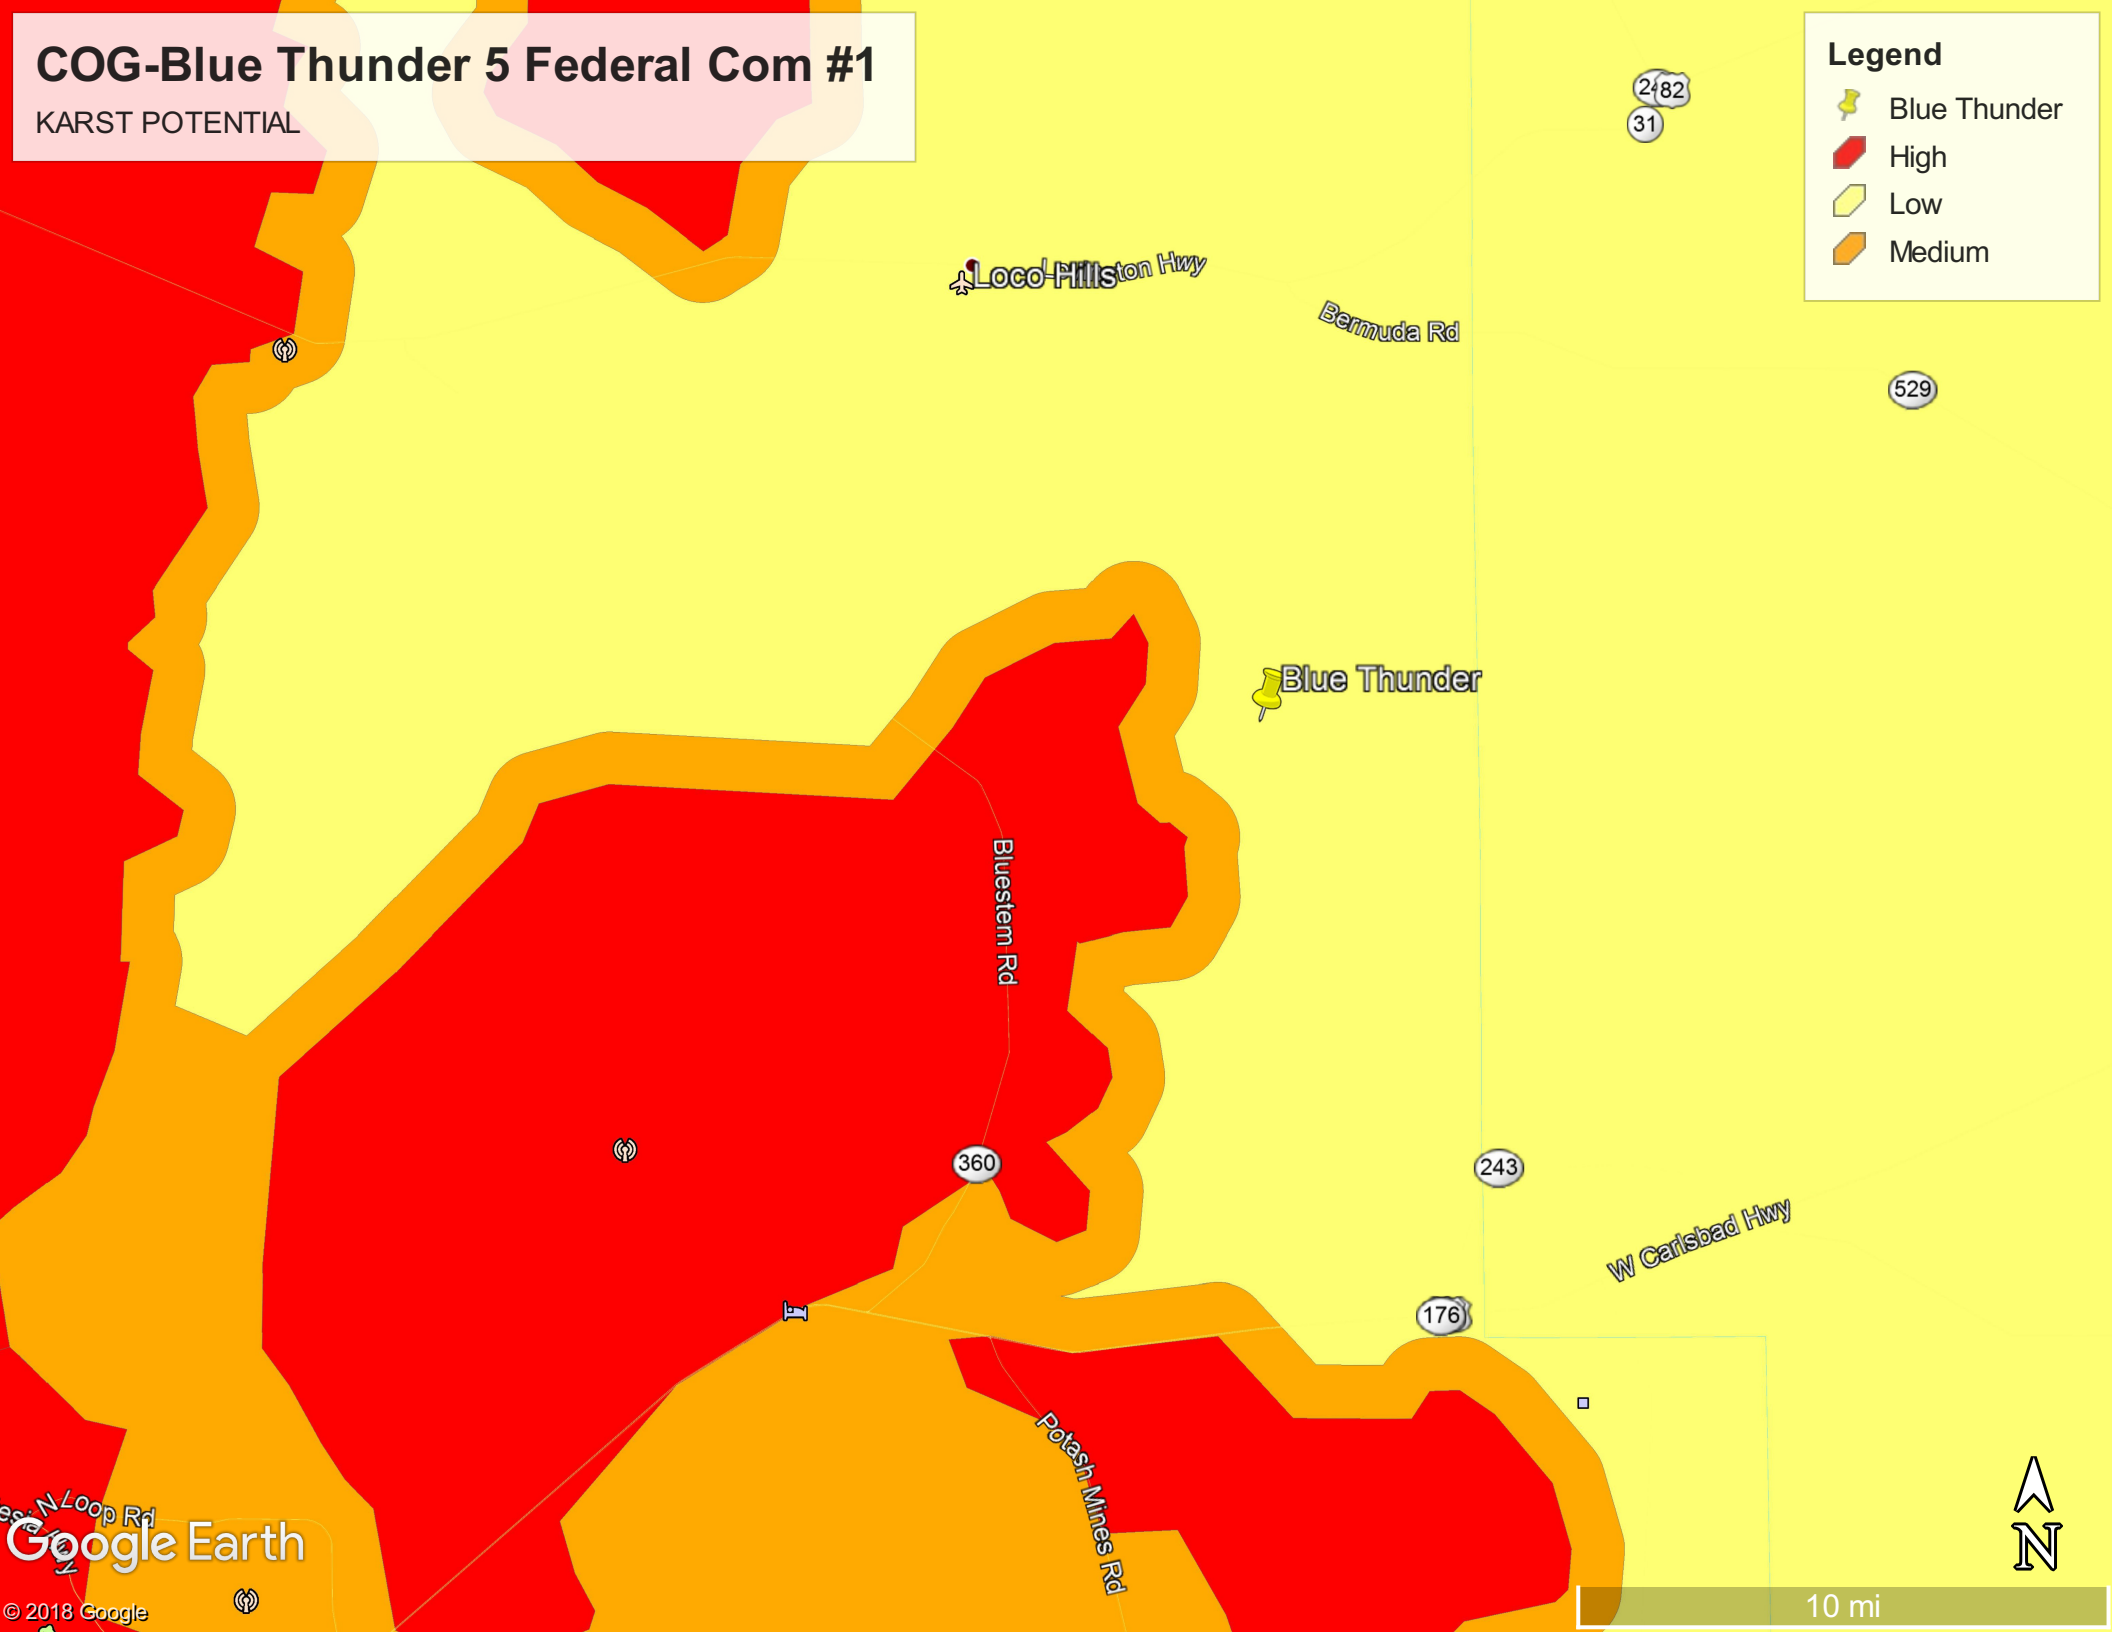 COG-Blue Thunder 5 Federal Com #1
KARST POTENTIAL
Legend
Blue Thunder
High
Low
Medium
82
31
Loco Hills
Hwy
Bermuda Rd
529
Blue Thunder
Bluestem Rd
360
243
W Carlsbad Hwy
176
Potash Mines Rd
N Loop Rd
Google Earth
© 2018 Google
N
10 mi